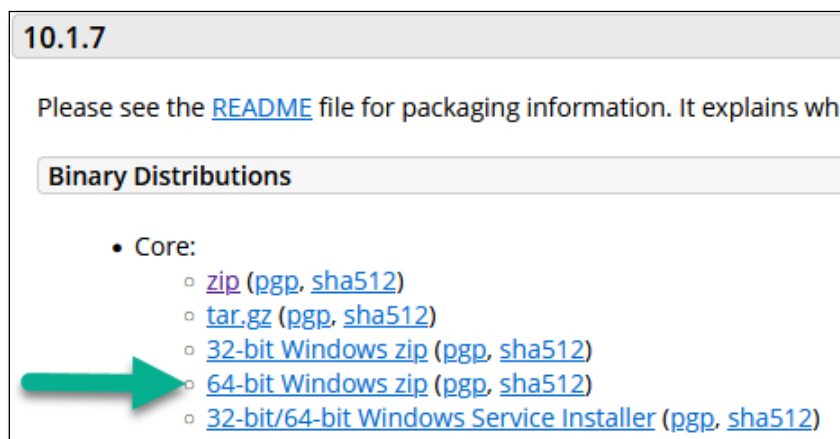 10.1.7
Please see the README file for packaging information. It explains wh
Binary Distributions
• Core:
○ zip (pgp, sha512)
○ tar.gz (pgp, sha512)
○ 32-bit Windows zip (pgp, sha512)
○ 64-bit Windows zip (pgp, sha512)
○ 32-bit/64-bit Windows Service Installer (pgp, sha512)